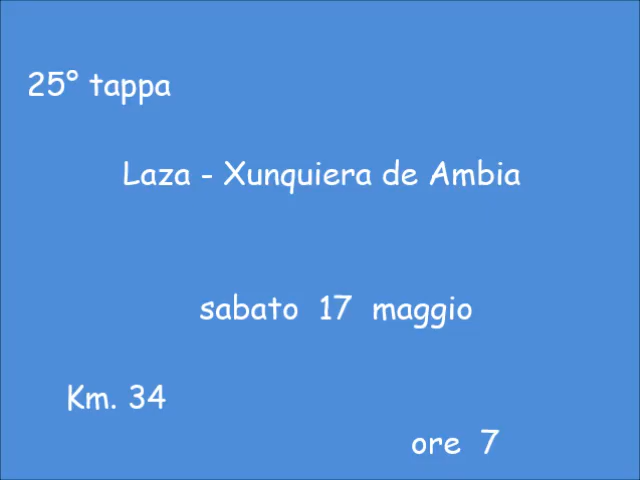 25° tappa
Laza - Xunquiera de Ambia
sabato 17 maggio
Km. 34
ore 7